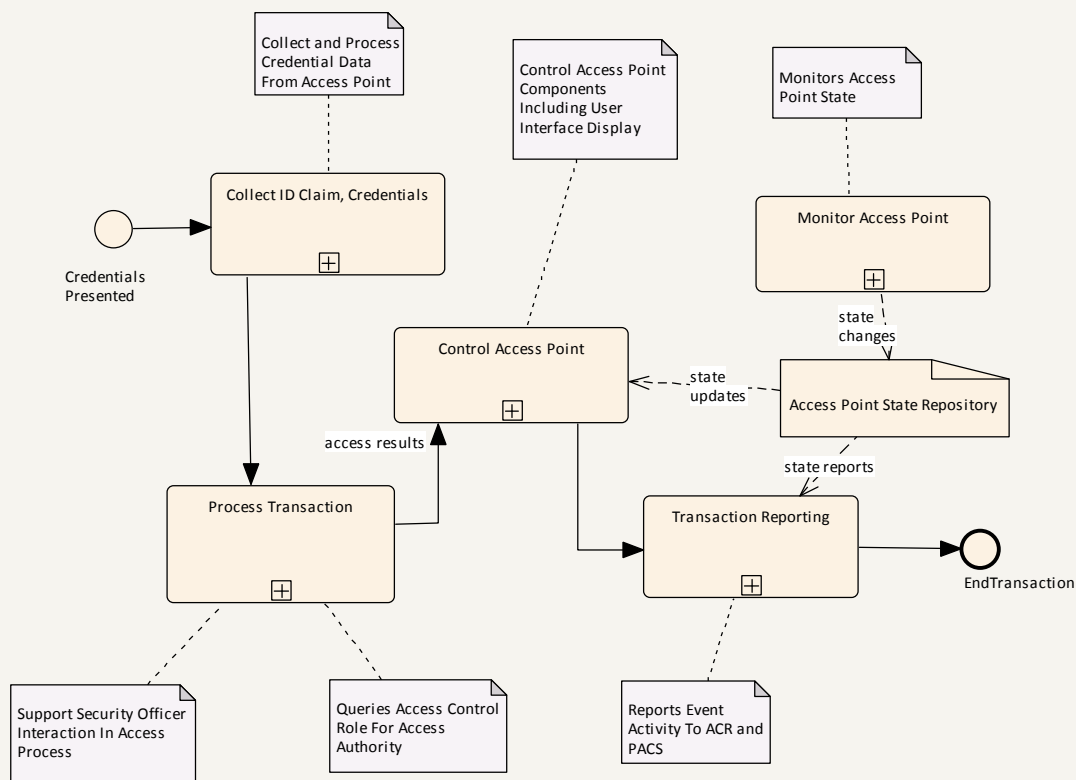 Collect and Process
Credential Data
From Access Point
Control Access Point
Components
Including User
Interface Display
Monitors Access
Point State
Collect ID Claim, Credentials
Monitor Access Point
Credentials
Presented
state
changes
Control Access Point
state
updates
Access Point State Repository
access results
state reports
Process Transaction
Transaction Reporting
EndTransaction
Support Security Officer
Interaction In Access
Process
Queries Access Control
Role For Access
Authority
Reports Event
Activity To ACR and
PACS